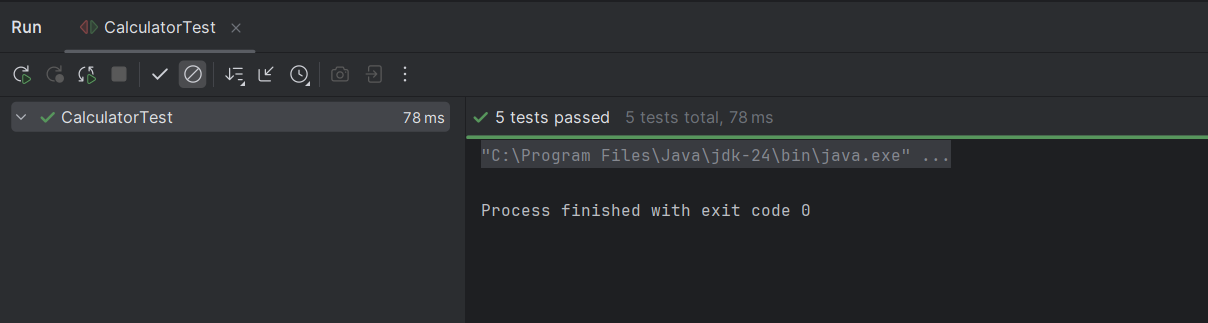 Run CalculatorTest
CalculatorTest 78 ms
5 tests passed 5 tests total, 78 ms
"C:\Program Files\Java\jdk-24\bin\java.exe" ...
Process finished with exit code 0